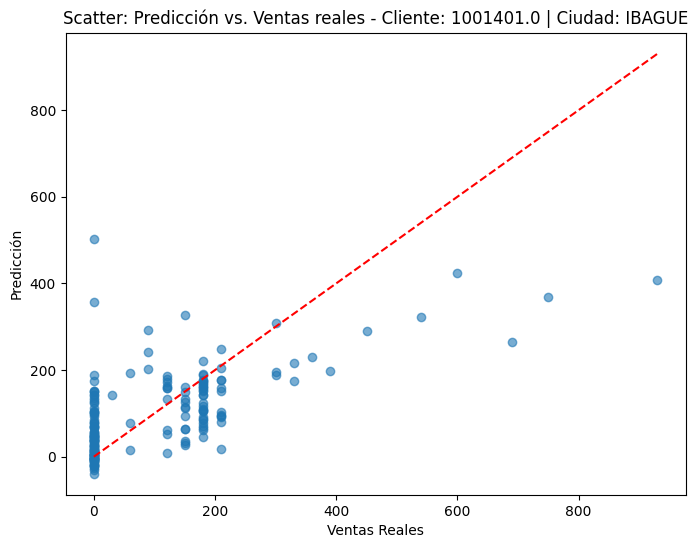 Scatter: Predicción vs. Ventas reales - Cliente: 1001401.0 | Ciudad: IBAGUE
800
600
400
200
0
Predicción
0 200 400 600 800
Ventas Reales